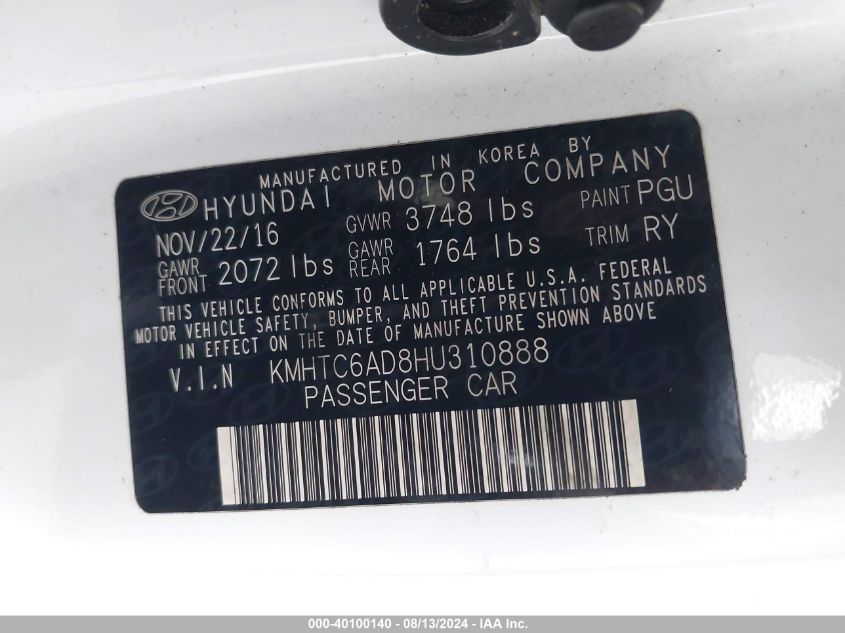 MANUFACTURED IN KOREA BY
HYUNDAI MOTOR COMPANY
NOV/22/16 GVWR 3748 lbs PAINT PGU
GAWR FRONT 2072 lbs GAWR REAR 1764 lbs TRIM RY
THIS VEHICLE CONFORMS TO ALL APPLICABLE U.S.A. FEDERAL
MOTOR VEHICLE SAFETY, BUMPER, AND THEFT PREVENTION STANDARDS
IN EFFECT ON THE DATE OF MANUFACTURE SHOWN ABOVE
V.I.N KMHTC6AD8HU310888
PASSENGER CAR
000-40100140 - 08/13/2024 - IAA Inc.